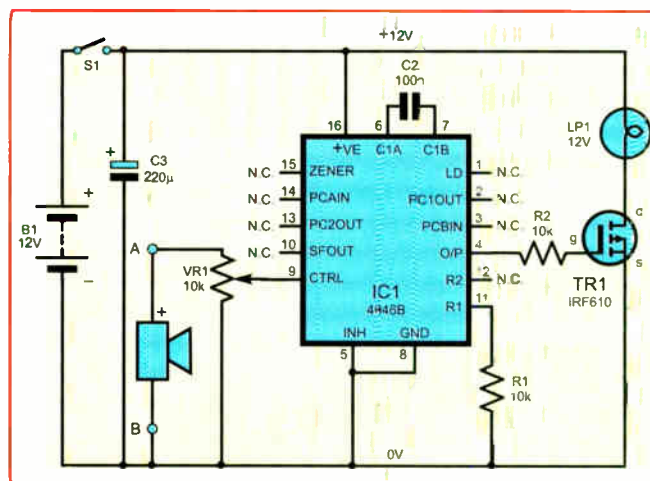 +12V
S1
C2
100n
16
6
7
+VE
C1A
C1B
LP1
12V
+
C3
220µ
N.C.
15
ZENER
LD
1
N.C.
N.C.
14
PCAIN
PC1OUT
2
N.C.
+
B1
12V
−
N.C.
13
PC2OUT
PCBIN
3
N.C.
R2
10k
d
g
s
A
N.C.
10
SFOUT
O/P
4
VR1
10k
9
CTRL
R2
12
N.C.
TR1
IRF610
IC1
4046B
R1
11
+
INH
GND
5
8
R1
10k
B
0V